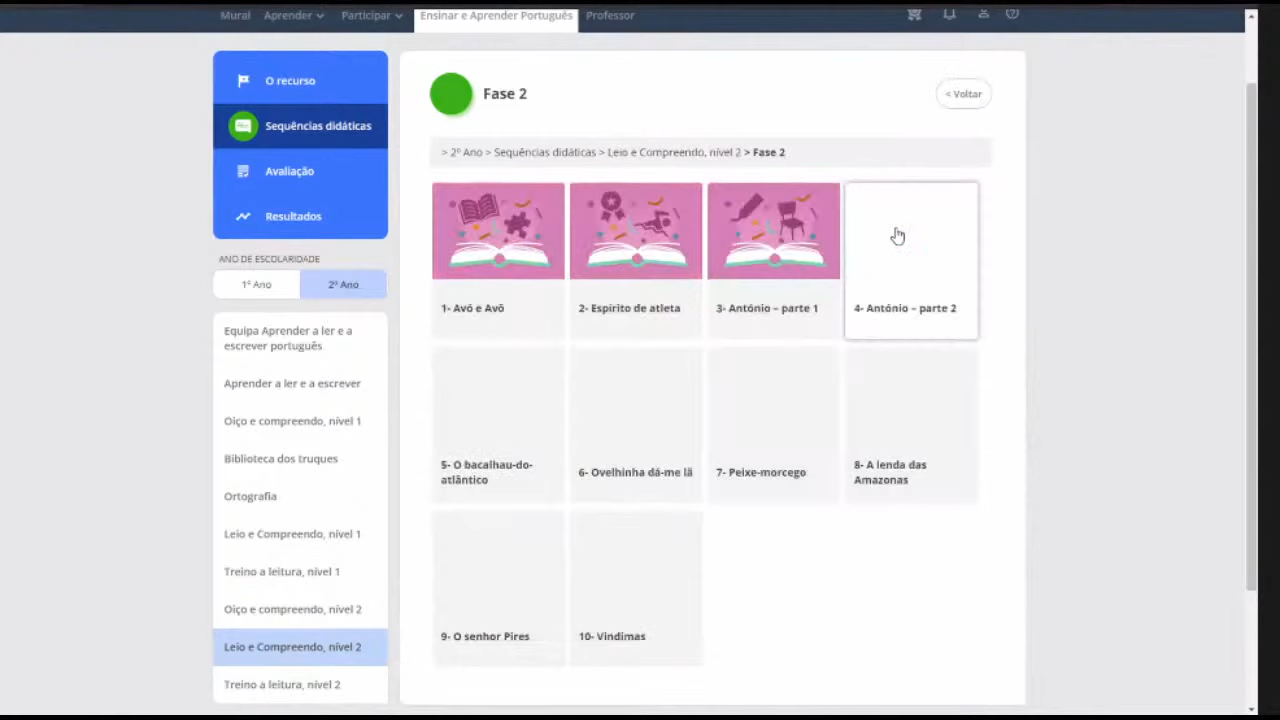 Mural Aprender Participar Ensinar e Aprender Português Professor
O recurso
Sequências didáticas
Avaliação
Resultados
ANO DE ESCOLARIDADE
1º Ano 2º Ano
Equipa Aprender a ler e a
escrever português
Aprender a ler e a escrever
Oiço e compreendo, nível 1
Biblioteca dos truques
Ortografia
Leio e Compreendo, nível 1
Treino a leitura, nível 1
Oiço e compreendo, nível 2
Leio e Compreendo, nível 2
Treino a leitura, nível 2
Fase 2
< Voltar
> 2º Ano > Sequências didáticas > Leio e Compreendo, nível 2 > Fase 2
1- Avó e Avô
2- Espírito de atleta
3- António – parte 1
4- António – parte 2
5- O bacalhau-do-
atlântico
6- Ovelhinha dá-me lã
7- Peixe-morcego
8- A lenda das
Amazonas
9- O senhor Pires
10- Vindimas